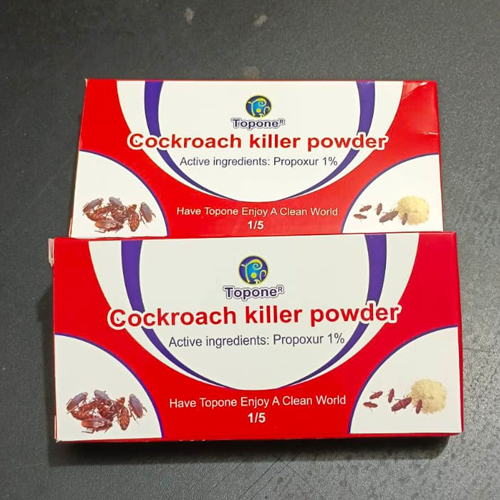 Topone®
Cockroach killer powder
Active ingredients: Propoxur 1%
Have Topone Enjoy A Clean World
1/5
Topone®
Cockroach killer powder
Active ingredients: Propoxur 1%
Have Topone Enjoy A Clean World
1/5